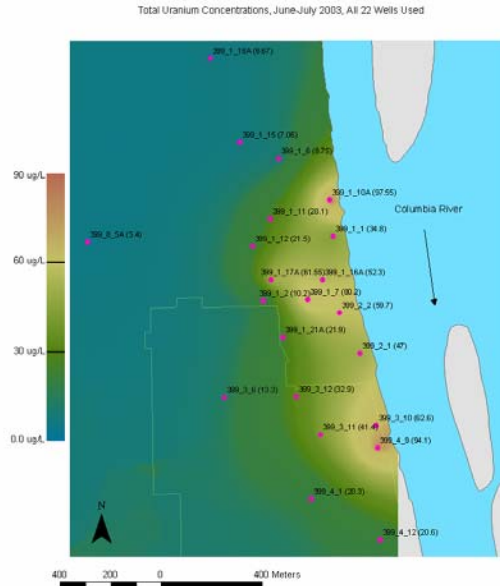 Total Uranium Concentrations, June-July 2003, All 22 Wells Used
399_1_18A (9.67)
399_1_15 (7.06)
399_1_6 (9.75)
90 ug/L
399_1_10A (97.55)
399_1_11 (20.1)
Columbia River
399_1_1 (34.8)
399_8_5A (5.4)
399_1_12 (21.5)
60 ug/L
399_1_17A (61.55)
399_1_16A (52.3)
399_1_2 (10.2)
399_1_7 (80.2)
399_2_2 (59.7)
399_1_21A (21.9)
30 ug/L
399_2_1 (47)
399_3_6 (13.3)
399_3_12 (32.9)
399_3_10 (62.6)
399_3_11 (41.4)
0.0 ug/L
399_4_9 (94.1)
399_4_1 (20.3)
N
399_4_12 (20.6)
400 200 0 400 Meters